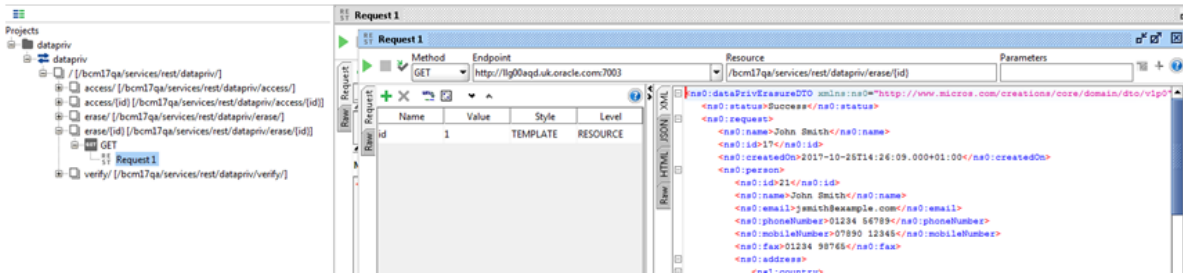 Projects
datapriv
datapriv
/ [/bcm17qa/services/rest/datapriv/]
access/ [/bcm17qa/services/rest/datapriv/access/]
access/{id} [/bcm17qa/services/rest/datapriv/access/{id}]
erase/ [/bcm17qa/services/rest/datapriv/erase/]
erase/{id} [/bcm17qa/services/rest/datapriv/erase/{id}]
GET
REST Request 1
verify/ [/bcm17qa/services/rest/datapriv/verify/]
REST Request 1
Request
Raw
REST Request 1
Method Endpoint Resource Parameters
GET http://llg00aqd.uk.oracle.com:7003 /bcm17qa/services/rest/datapriv/erase/{id}
Request
Raw
Name Value Style Level
id 1 TEMPLATE RESOURCE
XML
JSON
HTML
Raw
<ns0:dataPrivErasureDTO xmlns:ns0="http://www.micros.com/creations/core/domain/dto/v1p0"
<ns0:status>Success</ns0:status>
<ns0:request>
<ns0:name>John Smith</ns0:name>
<ns0:id>17</ns0:id>
<ns0:createdOn>2017-10-25T14:26:09.000+01:00</ns0:createdOn>
<ns0:person>
<ns0:id>21</ns0:id>
<ns0:name>John Smith</ns0:name>
<ns0:email>jsmith@example.com</ns0:email>
<ns0:phoneNumber>01234 56789</ns0:phoneNumber>
<ns0:mobileNumber>07890 12345</ns0:mobileNumber>
<ns0:fax>01234 98765</ns0:fax>
<ns0:address>
<ns1:country>